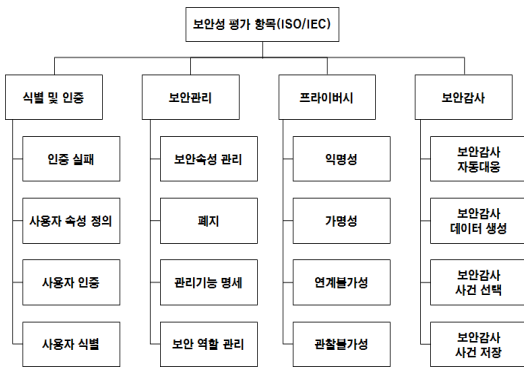 보안성 평가 항목(ISO/IEC)
식별 및 인증
보안관리
프라이버시
보안감사
인증 실패
보안속성 관리
익명성
보안감사
자동대응
사용자 속성 정의
폐지
가명성
보안감사
데이터 생성
사용자 인증
관리기능 명세
연계불가성
보안감사
사건 선택
사용자 식별
보안 역할 관리
관찰불가성
보안감사
사건 저장